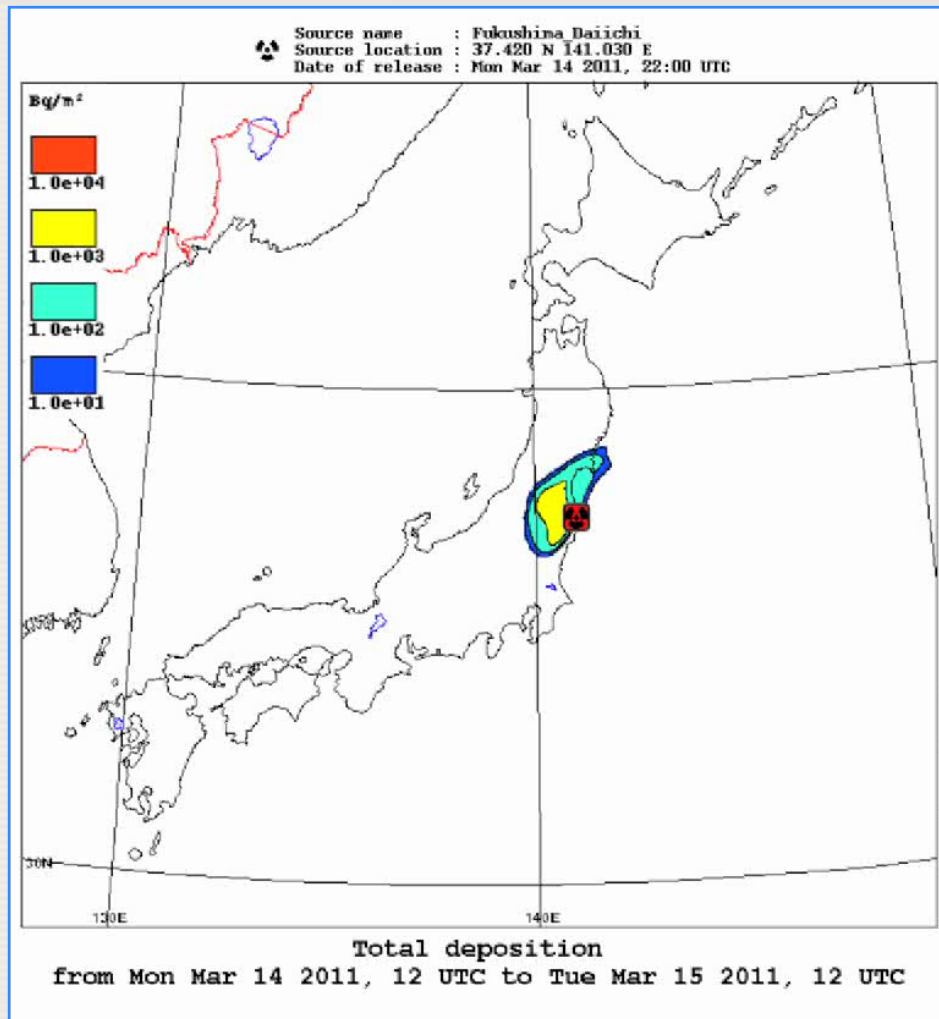 Source name : Fukushima_Daiichi
Source location : 37.420 N 141.030 E
Date of release : Mon Mar 14 2011, 22:00 UTC
Bq/m²
1.0e+04
1.0e+03
1.0e+02
1.0e+01
30N
130E
140E
Total deposition
from Mon Mar 14 2011, 12 UTC to Tue Mar 15 2011, 12 UTC